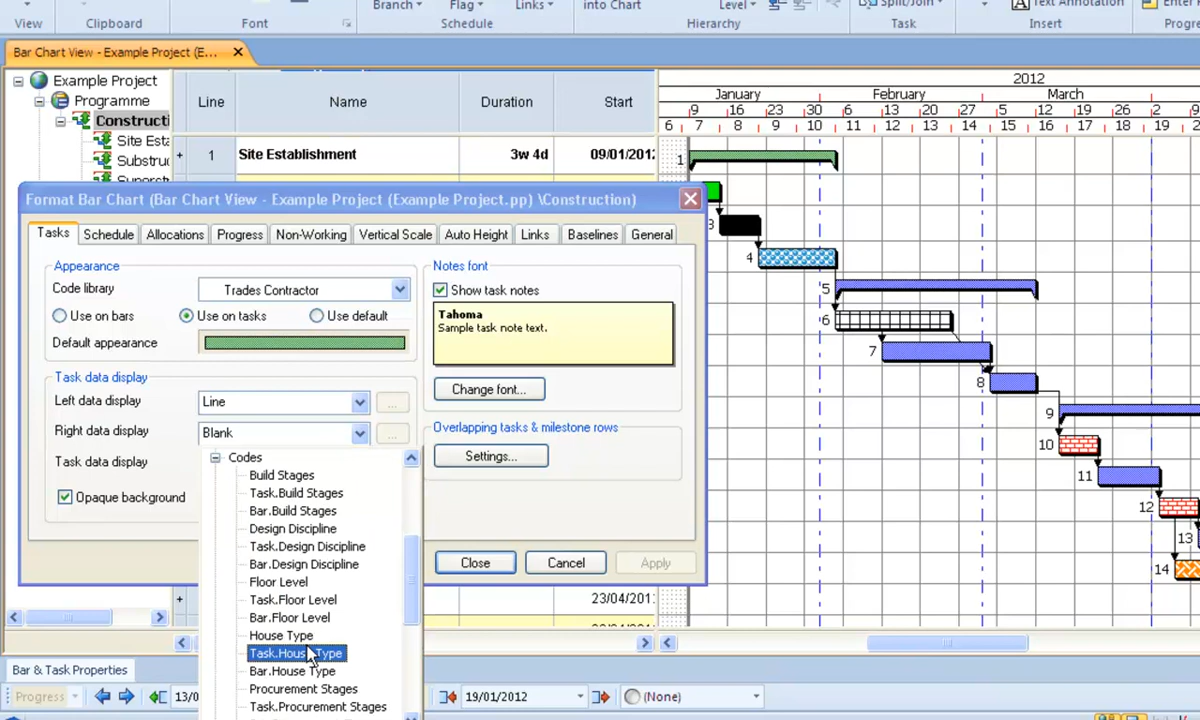 Branch Flag Links into Chart Level Split/Join Text Annotation
View Clipboard Font Schedule Hierarchy Task Insert
Bar Chart View - Example Project (E...
Example Project
Programme
Constructi
Site Esta
Substru
Line Name Duration Start
1 Site Establishment 3w 4d 09/01/2012
2012
January February March
9 16 23 30 6 13 20 27 5 12 19 26 2
6 7 8 9 10 11 12 13 14 15 16 17 18 19 20
1
3
4
5
6
7
8
9
10
11
12
13
14
Format Bar Chart (Bar Chart View - Example Project (Example Project.pp) \Construction)
Tasks Schedule Allocations Progress Non-Working Vertical Scale Auto Height Links Baselines General
Appearance
Code library Trades Contractor
Use on bars Use on tasks Use default
Default appearance
Task data display
Left data display Line ...
Right data display Blank ...
Task data display
Opaque background
Notes font
Show task notes
Tahoma
Sample task note text.
Change font...
Overlapping tasks & milestone rows
Settings...
Close Cancel Apply
Codes
Build Stages
Task.Build Stages
Bar.Build Stages
Design Discipline
Task.Design Discipline
Bar.Design Discipline
Floor Level
Task.Floor Level
Bar.Floor Level
House Type
Task.House Type
Bar.House Type
Procurement Stages
Task.Procurement Stages
23/04/201
Bar & Task Properties
Progress 13/0 19/01/2012 (None)